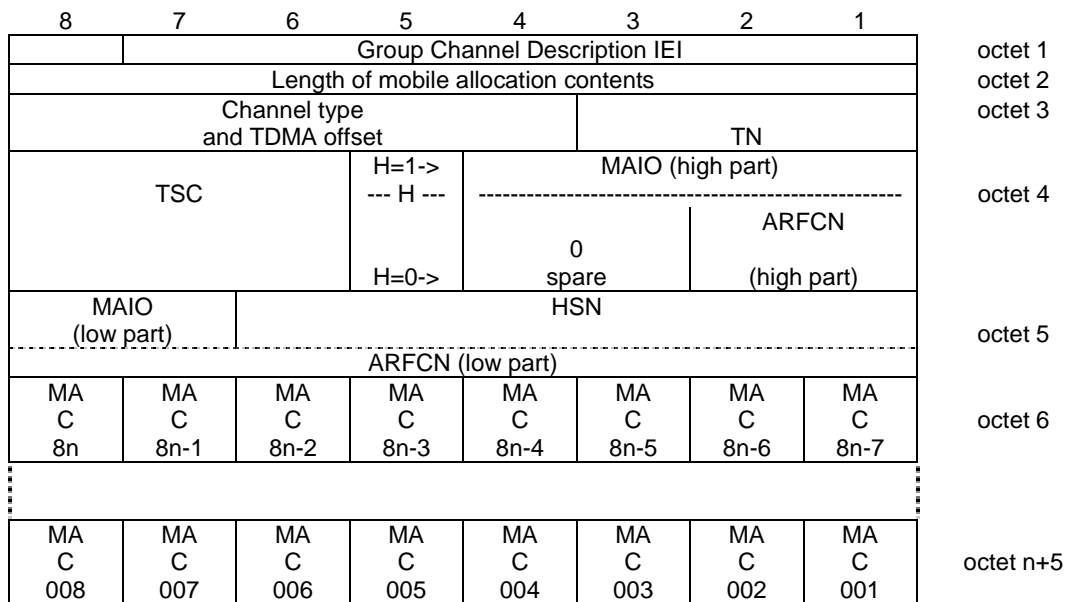 8 7 6 5 4 3 2 1
Group Channel Description IEI octet 1
Length of mobile allocation contents octet 2
Channel type octet 3
and TDMA offset TN
H=1-> MAIO (high part)
TSC --- H --- ------------------------------------------------------ octet 4
ARFCN
0
H=0-> spare (high part)
MAIO HSN
(low part) octet 5
ARFCN (low part)
MA MA MA MA MA MA MA MA
C C C C C C C C octet 6
8n 8n-1 8n-2 8n-3 8n-4 8n-5 8n-6 8n-7
MA MA MA MA MA MA MA MA
C C C C C C C C octet n+5
008 007 006 005 004 003 002 001